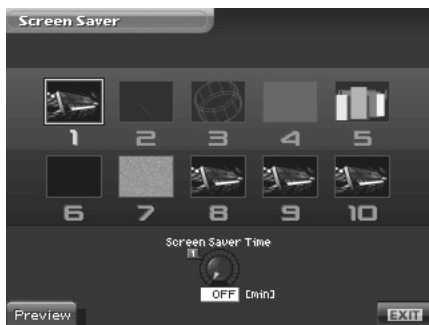 Screen Saver
1 2 3 4 5
6 7 8 9 10
Screen Saver Time
1
OFF [min]
Preview EXIT